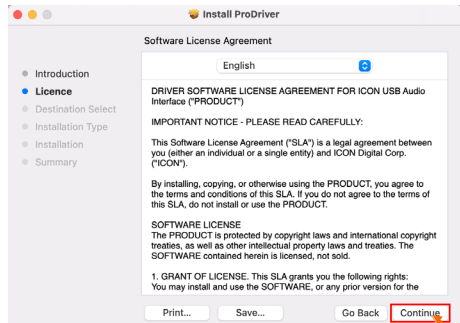 Install ProDriver
Software License Agreement
Introduction
Licence
Destination Select
Installation Type
Installation
Summary
English
DRIVER SOFTWARE LICENSE AGREEMENT FOR ICON USB Audio
Interface ("PRODUCT")
IMPORTANT NOTICE - PLEASE READ CAREFULLY:
This Software License Agreement ("SLA") is a legal agreement between
you (either an individual or a single entity) and ICON Digital Corp.
("ICON").
By installing, copying, or otherwise using the PRODUCT, you agree to
the terms and conditions of this SLA. If you do not agree to the terms of
this SLA, do not install or use the PRODUCT.
SOFTWARE LICENSE
The PRODUCT is protected by copyright laws and international copyright
treaties, as well as other intellectual property laws and treaties. The
SOFTWARE contained herein is licensed, not sold.
1. GRANT OF LICENSE. This SLA grants you the following rights:
You may install and use the SOFTWARE, or any prior version for the
Print...
Save...
Go Back
Continue